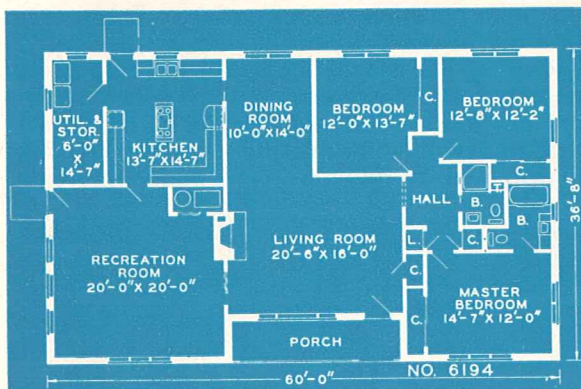 UTIL. &
STOR.
6'-0"
X
14'-7"
KITCHEN
13'-7"X14'-7"
DINING
ROOM
10'-0"X14'-0"
BEDROOM
12'-0"X13'-7"
C.
BEDROOM
12'-8"X12'-2"
C.
HALL
B.
T
B.
L.
C.
C.
RECREATION
ROOM
20'-0"X20'-0"
LIVING ROOM
20'-6"X16'-0"
C.
MASTER
BEDROOM
14'-7"X12'-0"
PORCH
NO. 6194
60'-0"
36'-8"